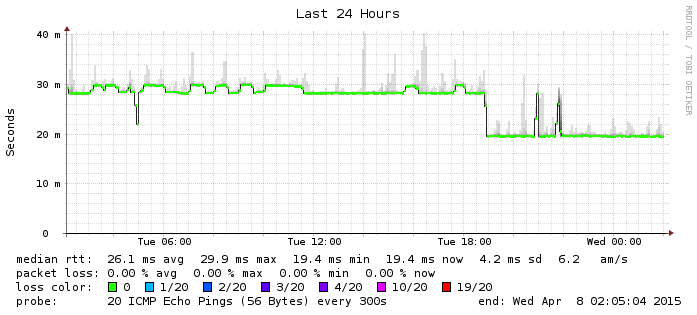 Last 24 Hours
RRDTOOL / TOBI OETIKER
Seconds
40 m
30 m
20 m
10 m
0
Tue 06:00 Tue 12:00 Tue 18:00 Wed 00:00
median rtt: 26.1 ms avg 29.9 ms max 19.4 ms min 19.4 ms now 4.2 ms sd 6.2 am/s
packet loss: 0.00 % avg 0.00 % max 0.00 % min 0.00 % now
loss color: 0 1/20 2/20 3/20 4/20 10/20 19/20
probe: 20 ICMP Echo Pings (56 Bytes) every 300s end: Wed Apr 8 02:05:04 2015